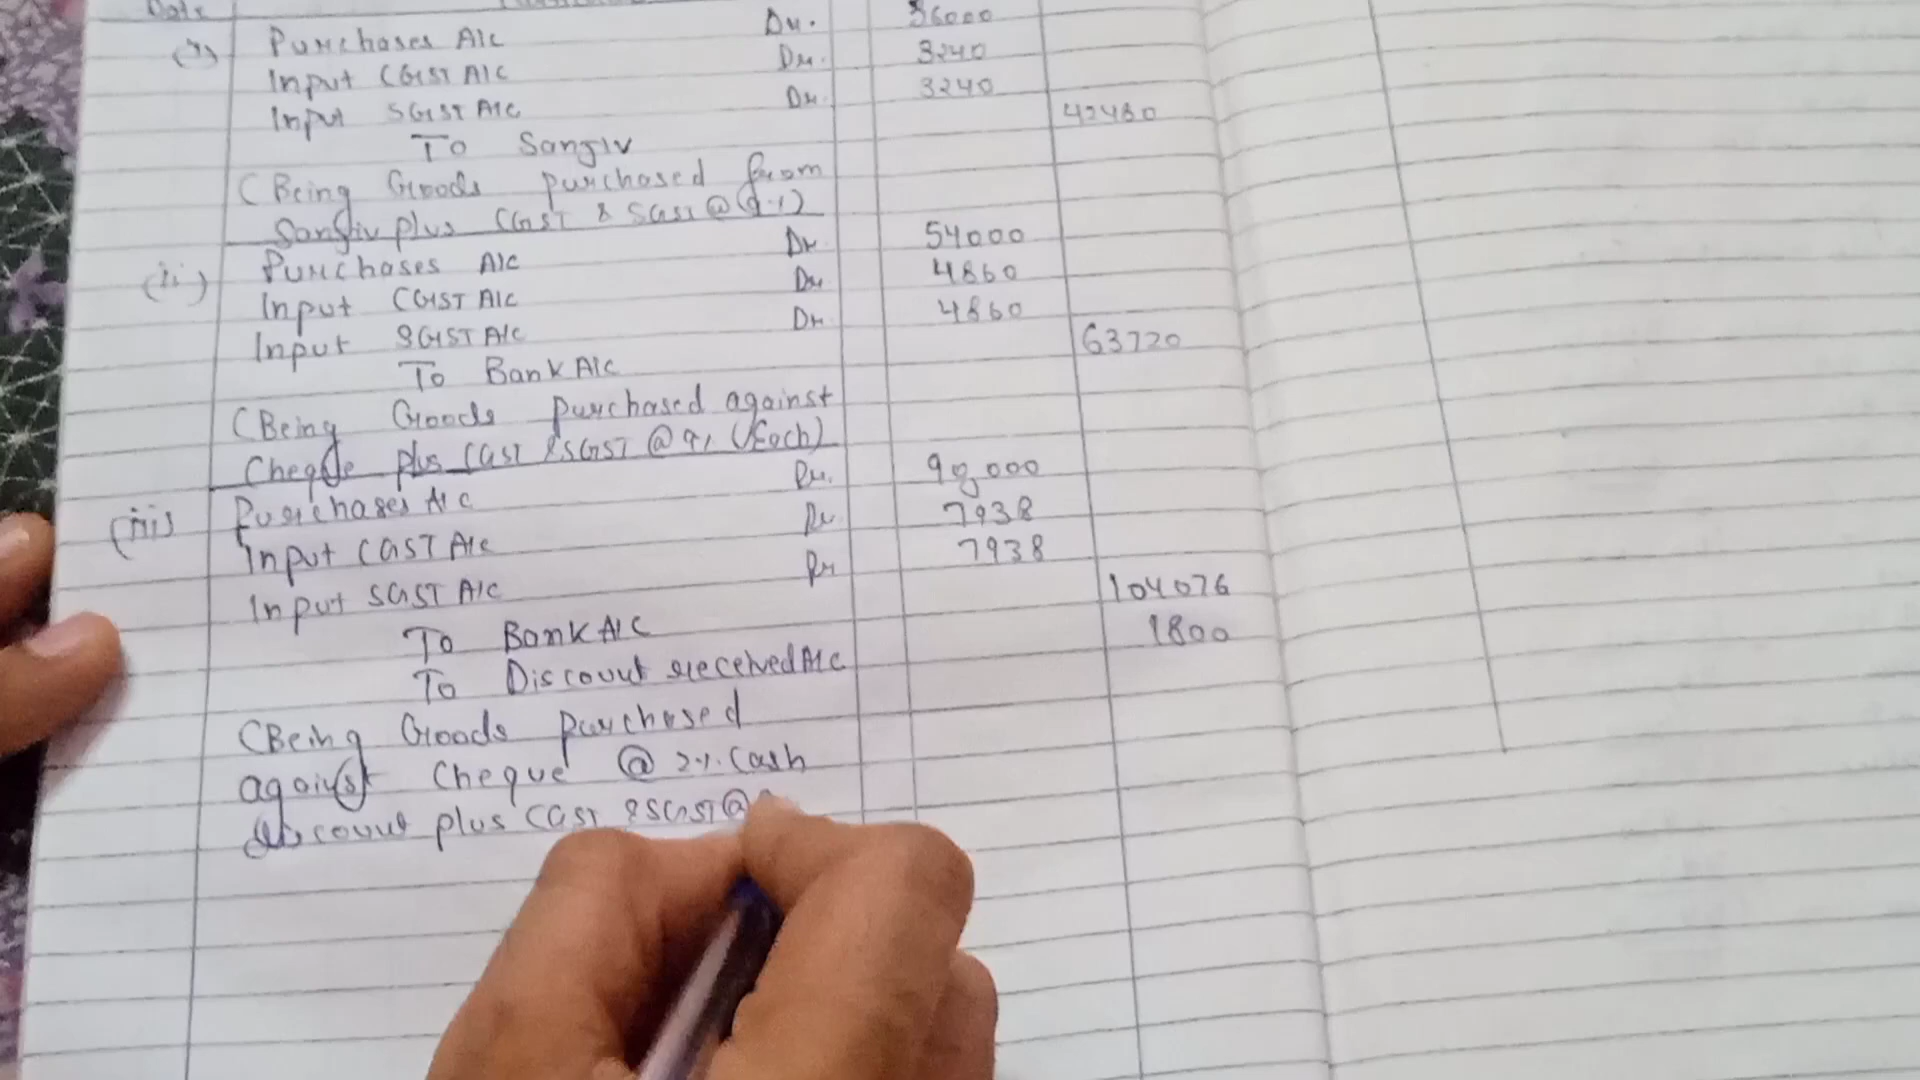 Date
(i) Purchases A/c Dr. 36000
Input CGST A/c Dr. 3240
Input SGST A/c Dr. 3240
To Sanjiv 42480
(Being Goods purchased from
Sanjiv plus CGST & SGST @ 9%)
(ii) Purchases A/c Dr. 54000
Input CGST A/c Dr. 4860
Input SGST A/c Dr. 4860
To Bank A/c 63720
(Being Goods purchased against
Cheque plus CGST & SGST @ 9% (Each)
(iii) Purchases A/c Dr. 90,000
Input CGST A/c Dr. 7938
Input SGST A/c Dr 7938
To Bank A/c 104076
To Discount received A/c 1800
(Being Goods purchased
against Cheque @ 2% Cash
discount plus CGST & SGST @